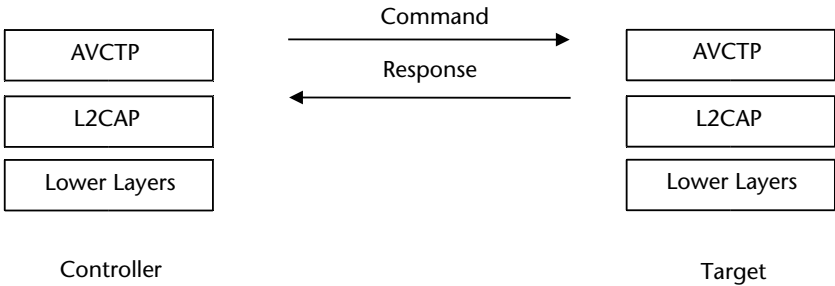 Command
AVCTP
AVCTP
Response
L2CAP
L2CAP
Lower Layers
Lower Layers
Controller
Target